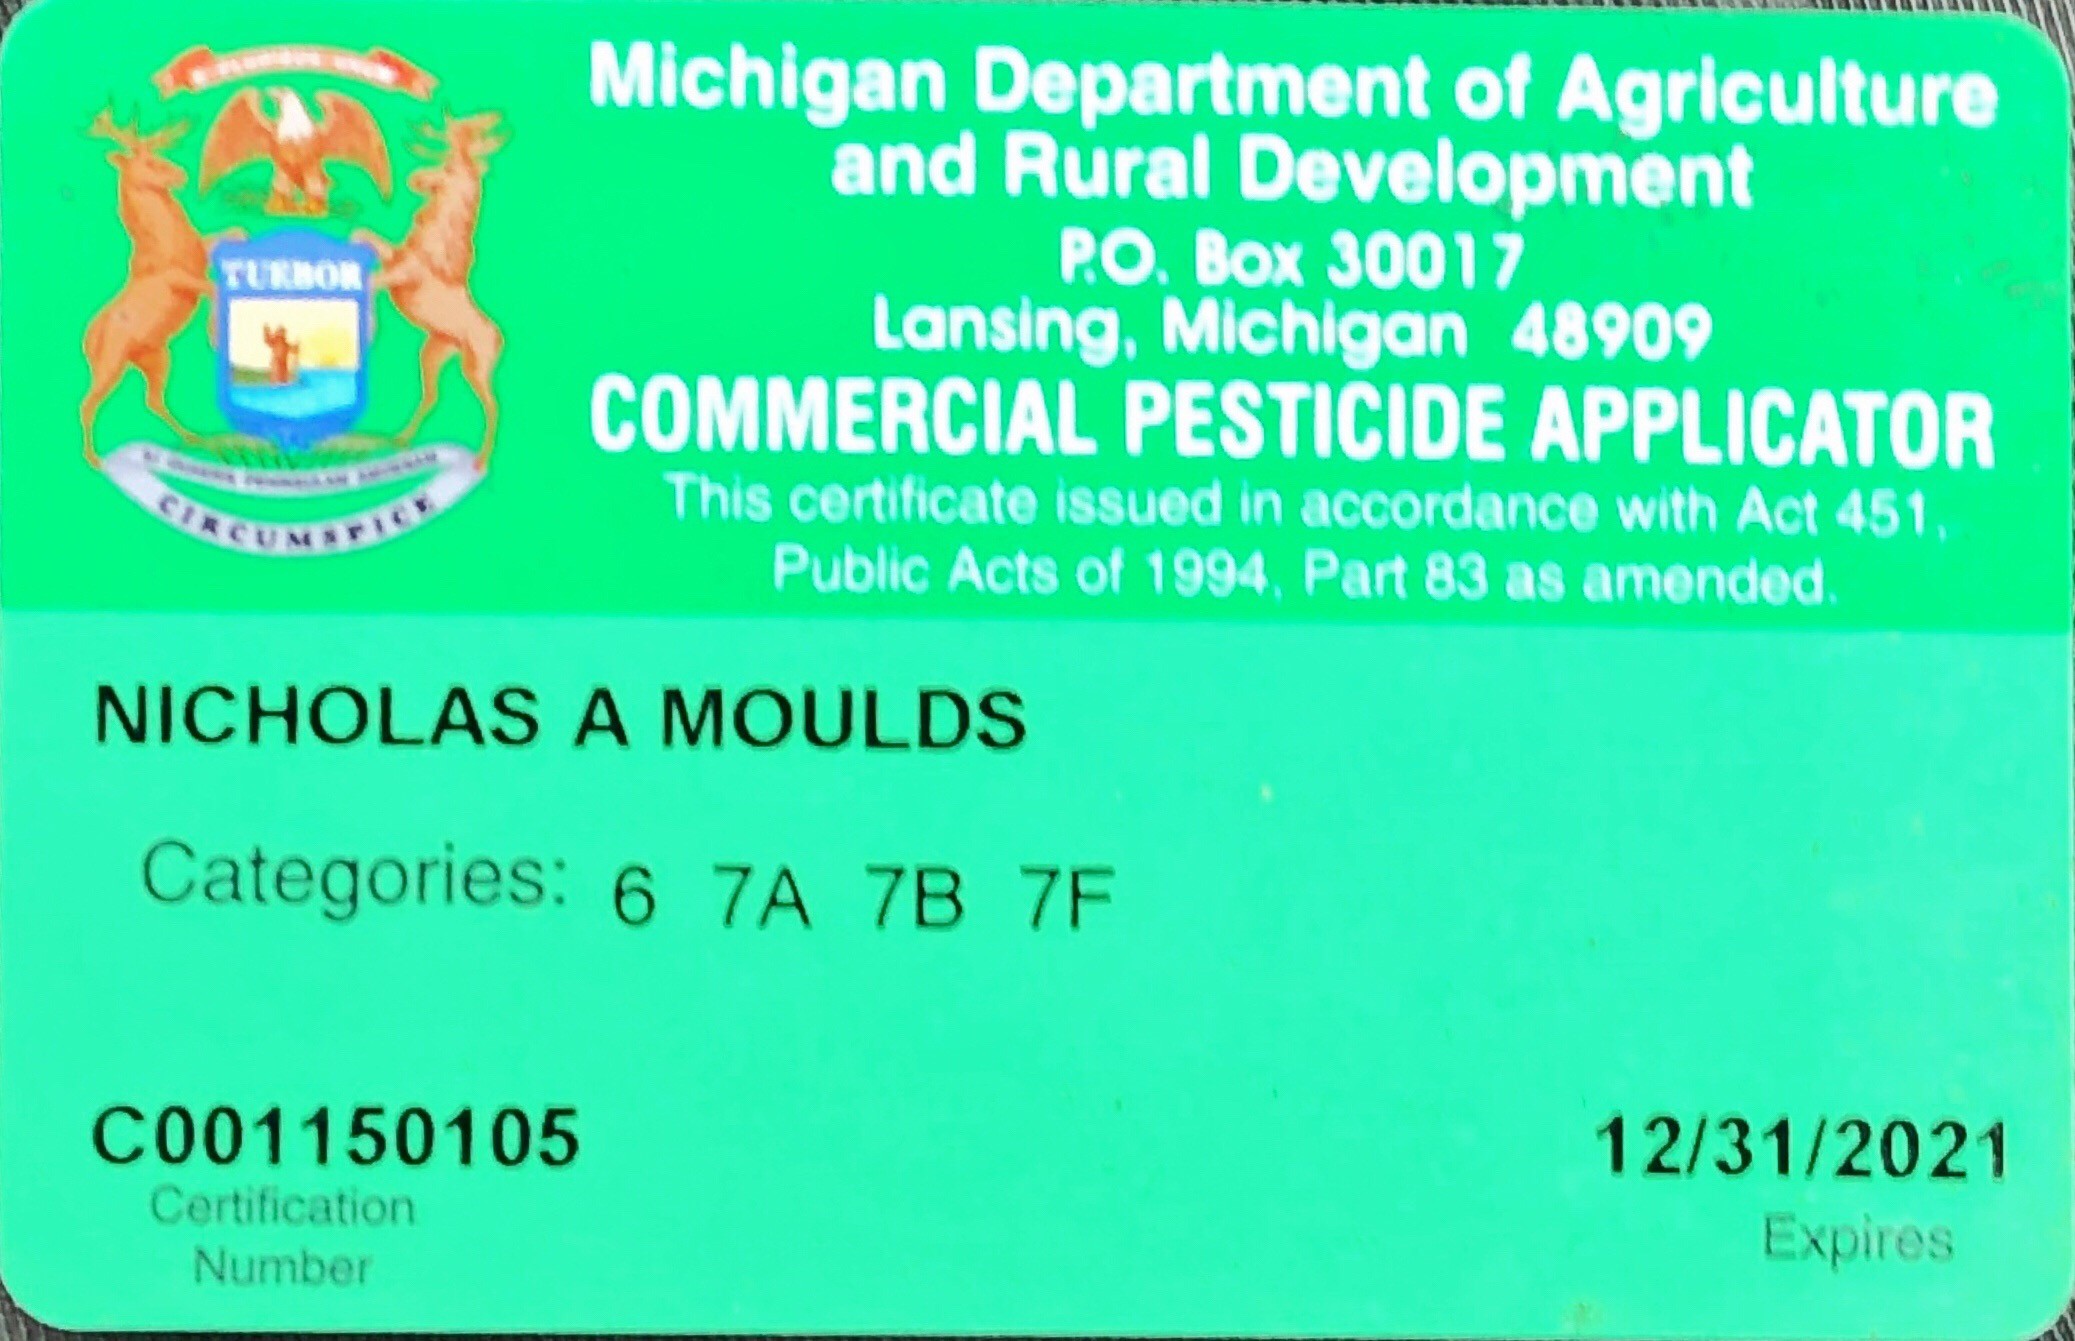 E PLURIBUS UNUM
TUEBOR
CIRCUMSPICE
Michigan Department of Agriculture
and Rural Development
P.O. Box 30017
Lansing, Michigan 48909
COMMERCIAL PESTICIDE APPLICATOR
This certificate issued in accordance with Act 451,
Public Acts of 1994, Part 83 as amended.
NICHOLAS A MOULDS
Categories: 6 7A 7B 7F
C001150105
Certification
Number
12/31/2021
Expires